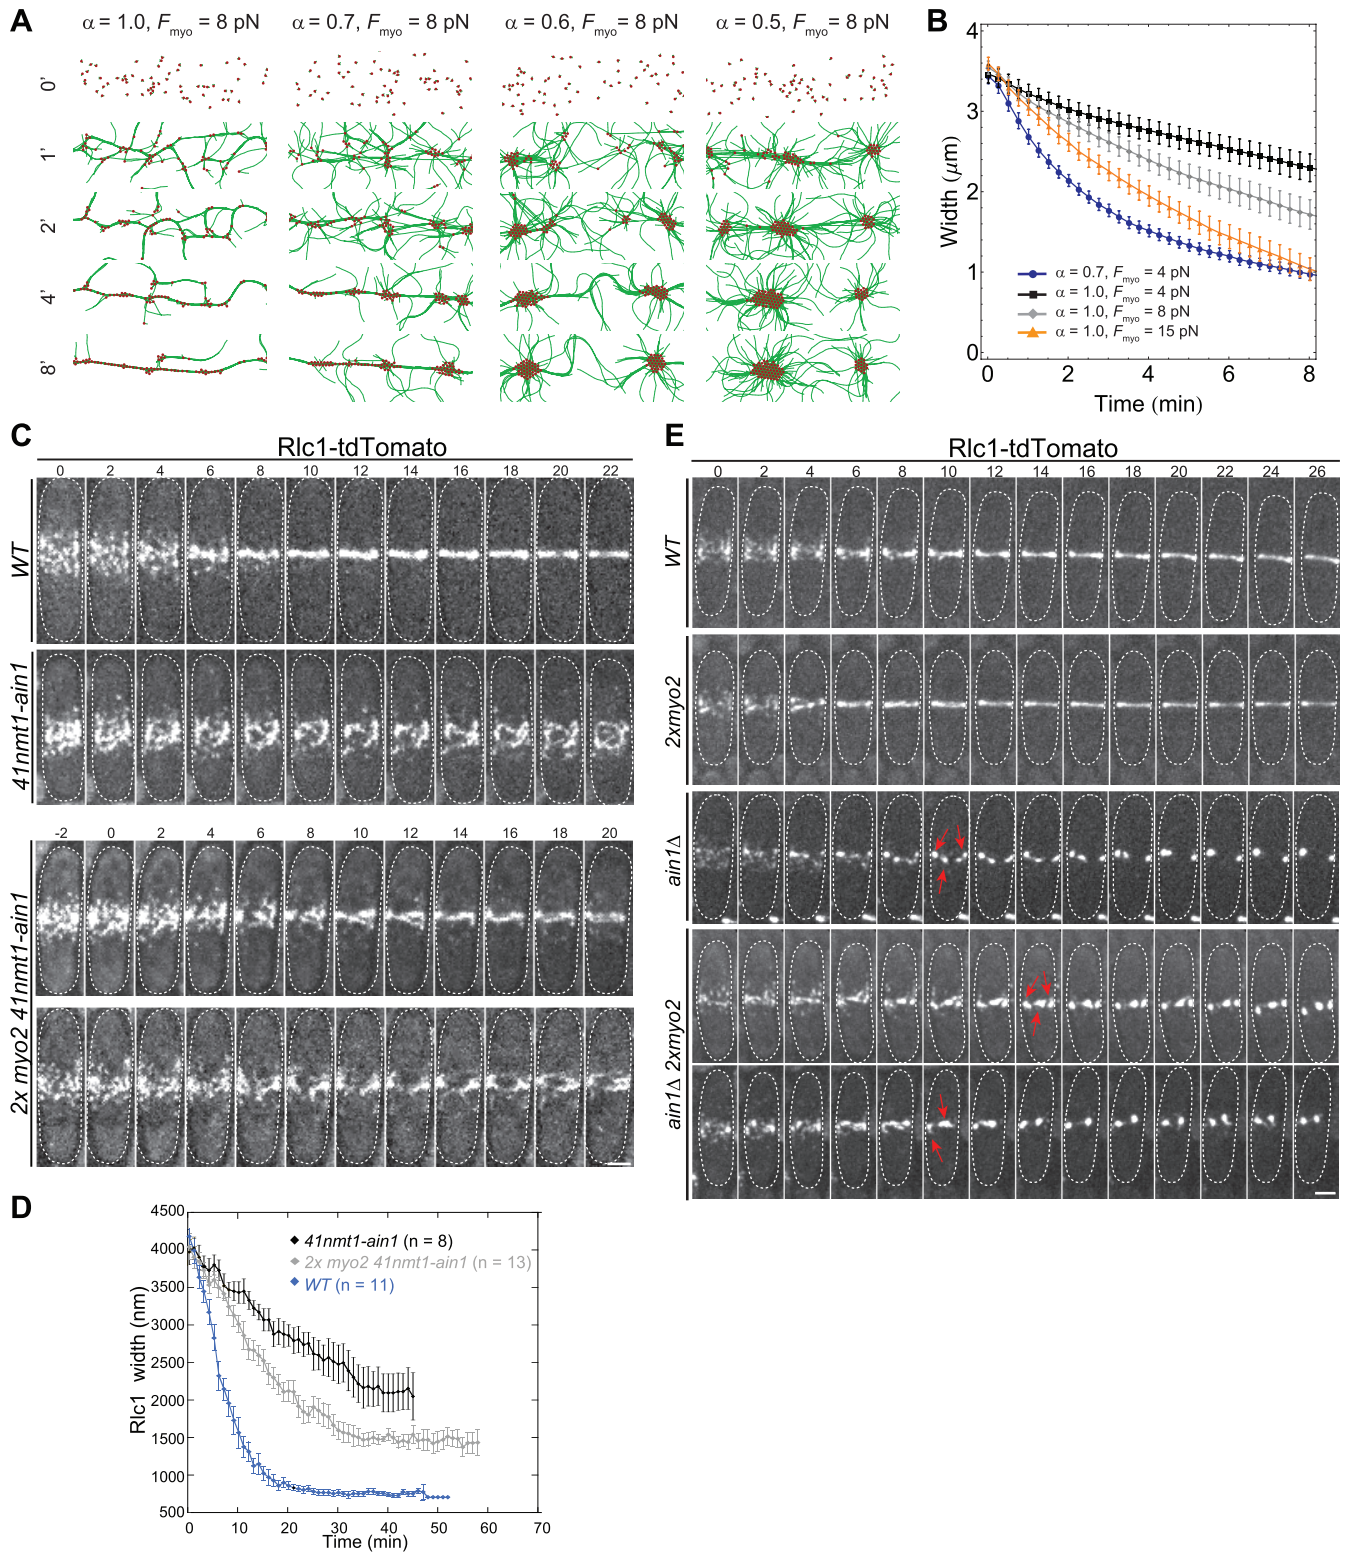 A
α = 1.0, Fmyo = 8 pN
α = 0.7, Fmyo = 8 pN
α = 0.6, Fmyo = 8 pN
α = 0.5, Fmyo = 8 pN
0'
1'
2'
4'
8'
B
4
3
2
1
0
Width (μm)
α = 0.7, Fmyo = 4 pN
α = 1.0, Fmyo = 4 pN
α = 1.0, Fmyo = 8 pN
α = 1.0, Fmyo = 15 pN
0 2 4 6 8
Time (min)
C
Rlc1-tdTomato
0 2 4 6 8 10 12 14 16 18 20 22
WT
41nmt1-ain1
-2 0 2 4 6 8 10 12 14 16 18 20
2x myo2 41nmt1-ain1
E
Rlc1-tdTomato
0 2 4 6 8 10 12 14 16 18 20 22 24 26
WT
2xmyo2
ain1Δ
ain1Δ 2xmyo2
D
4500
4000
3500
3000
2500
2000
1500
1000
500
Rlc1 width (nm)
41nmt1-ain1 (n = 8)
2x myo2 41nmt1-ain1 (n = 13)
WT (n = 11)
0 10 20 30 40 50 60 70
Time (min)